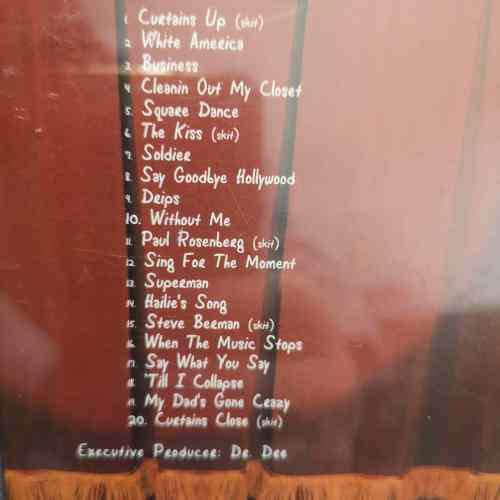 1. Curtains Up (skit)
2. White America
3. Business
4. Cleanin Out My Closet
5. Square Dance
6. The Kiss (skit)
7. Soldier
8. Say Goodbye Hollywood
9. Drips
10. Without Me
11. Paul Rosenberg (skit)
12. Sing For The Moment
13. Superman
14. Hailie's Song
15. Steve Berman (skit)
16. When The Music Stops
17. Say What You Say
18. 'Till I Collapse
19. My Dad's Gone Crazy
20. Curtains Close (skit)
Executive Producer: Dr. Dre